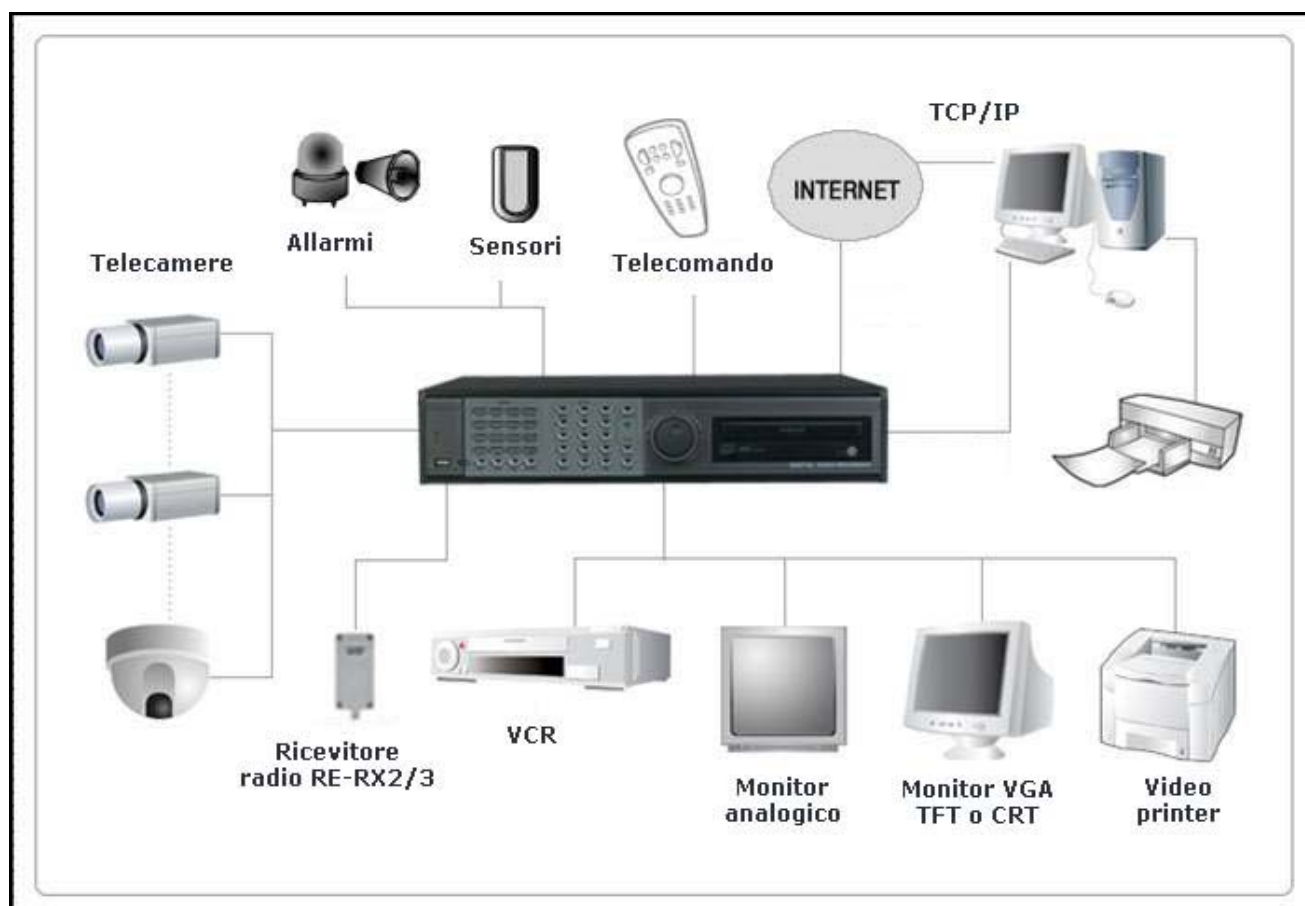 TCP/IP
INTERNET
Allarmi
Sensori
Telecomando
Telecamere
Ricevitore
radio RE-RX2/3
VCR
Monitor
analogico
Monitor VGA
TFT o CRT
Video
printer